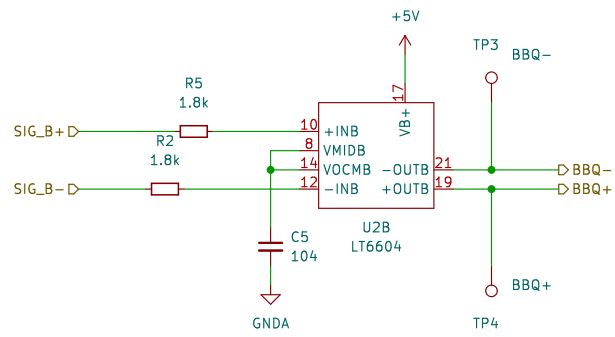 +5V
TP3
BBQ-
R5
1.8k
17
VB+
SIG_B+
10
+INB
R2
1.8k
8
VMIDB
14
VOCMB
-OUTB
21
BBQ-
SIG_B-
12
-INB
+OUTB
19
BBQ+
U2B
LT6604
C5
104
BBQ+
GNDA
TP4